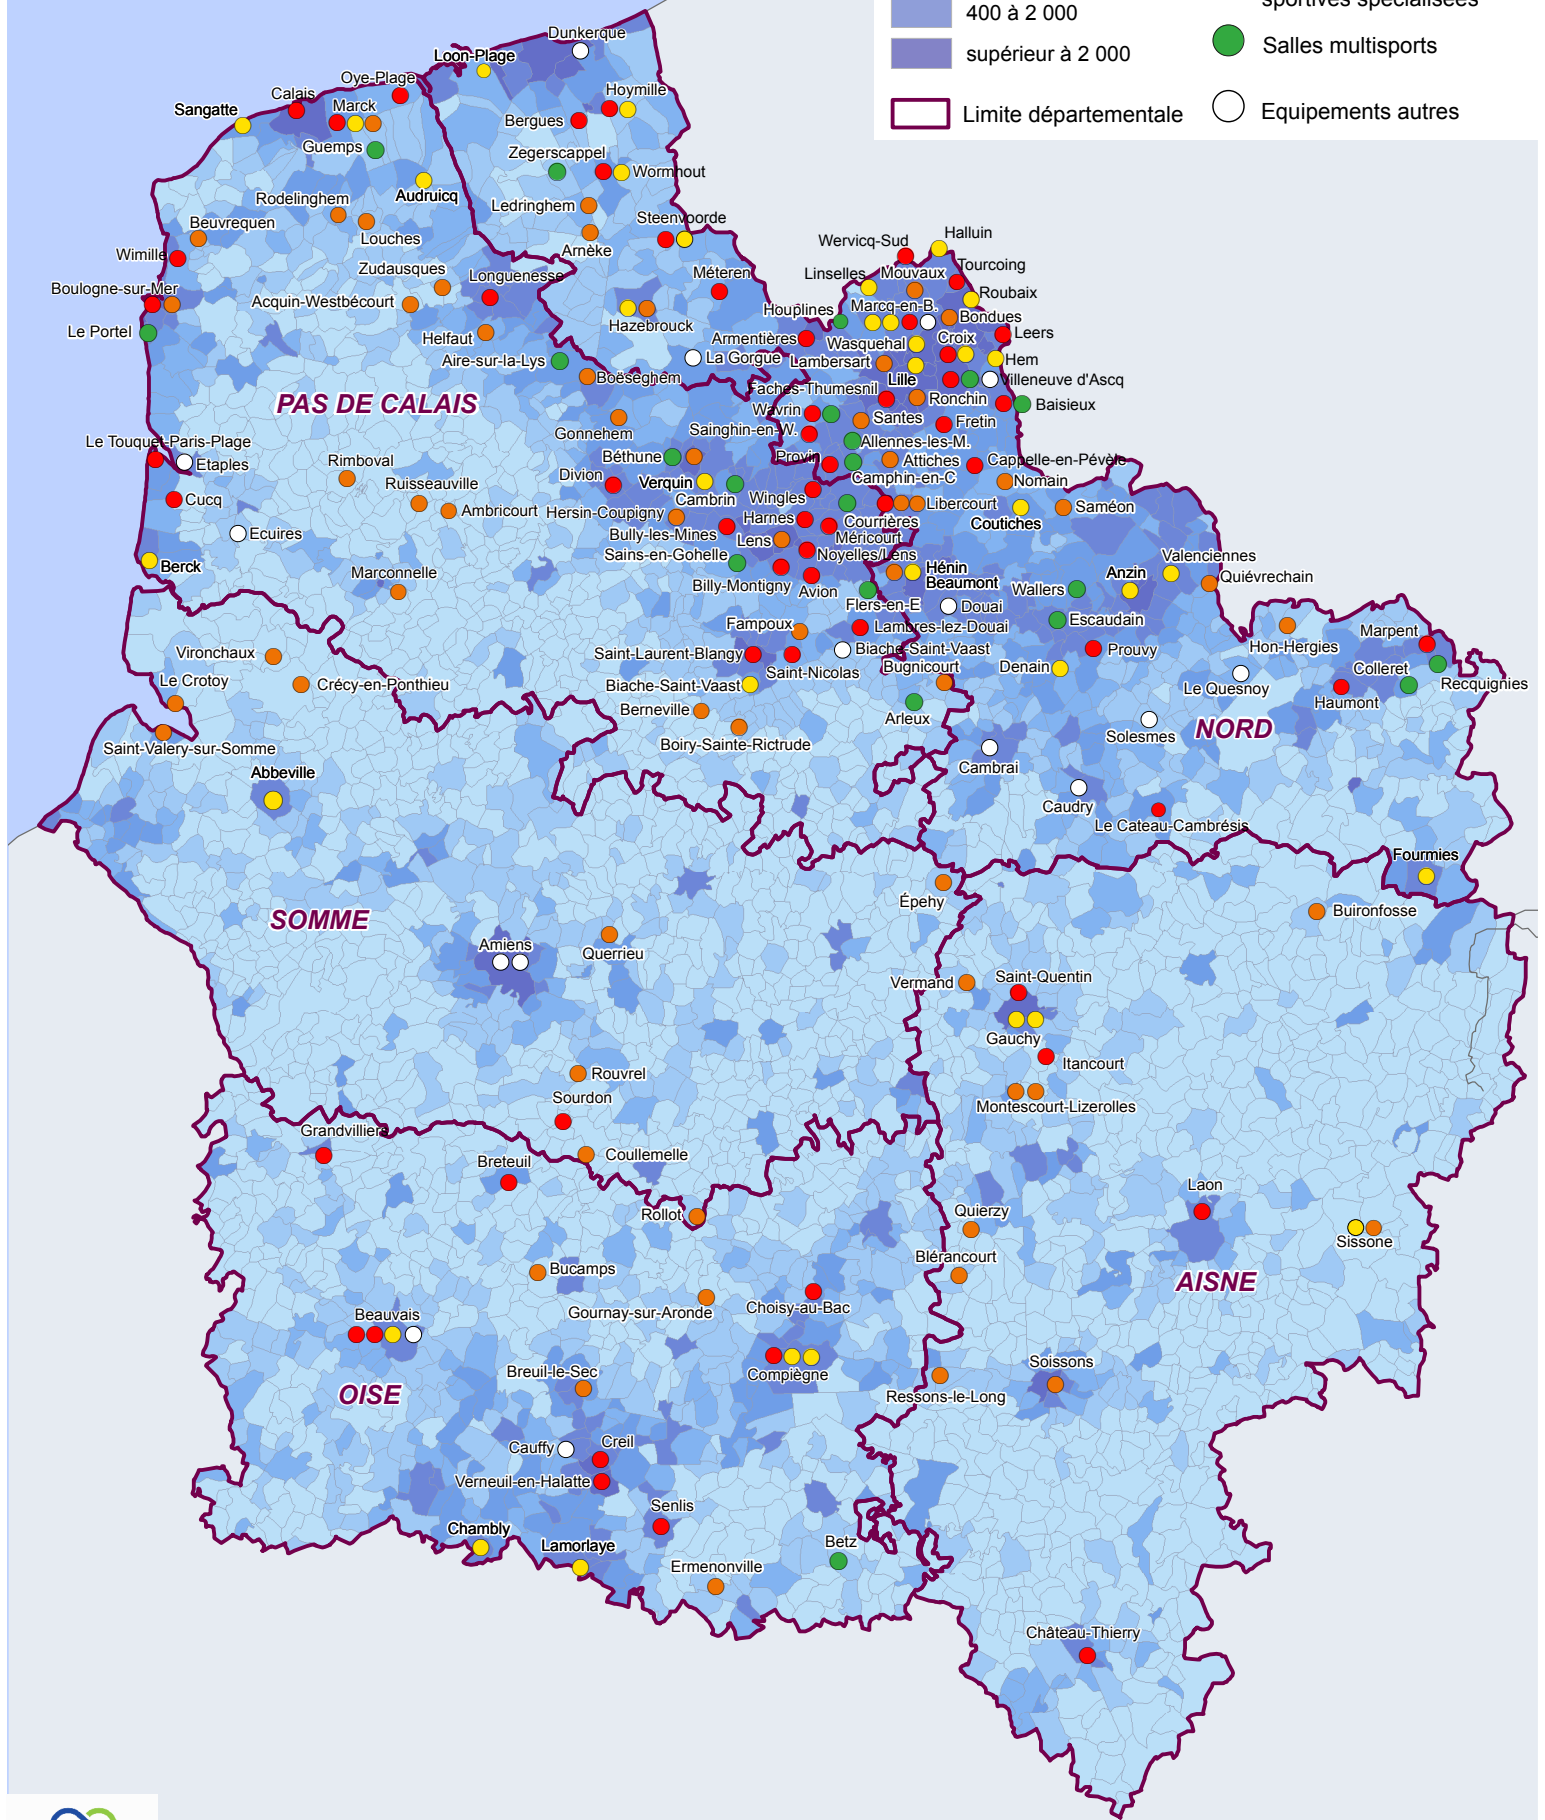 sportives spécialisées
400 à 2 000
Salles multisports
supérieur à 2 000
Limite départementale
Equipements autres
Dunkerque
Loon-Plage
Oye-Plage
Calais
Marck
Sangatte
Hoymille
Bergues
Guemps
Zegerscappel
Wormhout
Audruicq
Rodelinghem
Ledringhem
Beuvrequen
Louches
Steenvoorde
Arnèke
Wimille
Zudausques
Longuenesse
Méteren
Boulogne-sur-Mer
Acquin-Westbécourt
Hazebrouck
Le Portel
Helfaut
Aire-sur-la-Lys
La Gorgue
Boëseghem
Wervicq-Sud
Halluin
Linselles
Mouvaux
Tourcoing
Roubaix
Houplines
Marcq-en-B.
Bondues
Armentières
Wasquehal
Croix
Leers
Lambersart
Hem
Lille
Villeneuve d'Ascq
Faches-Thumesnil
Ronchin
Baisieux
PAS DE CALAIS
Wavrin
Santes
Fretin
Gonnehem
Sainghin-en-W.
Allennes-les-M.
Le Touquet-Paris-Plage
Etaples
Rimboval
Béthune
Provin
Attiches
Cappelle-en-Pévèle
Camphin-en-C
Nomain
Divion
Verquin
Cambrin
Wingles
Ruisseauville
Cucq
Ambricourt
Hersin-Coupigny
Harnes
Courrières
Libercourt
Coutiches
Saméon
Ecuires
Bully-les-Mines
Lens
Méricourt
Sains-en-Gohelle
Noyelles/Lens
Berck
Marconnelle
Billy-Montigny
Avion
Hénin
Beaumont
Valenciennes
Anzin
Quiévrechain
Wallers
Flers-en-E
Douai
Escaudain
Fampoux
Lambres-lez-Douai
Marpent
Hon-Hergies
Saint-Laurent-Blangy
Biache-Saint-Vaast
Prouvy
Vironchaux
Saint-Nicolas
Bugnicourt
Denain
Colleret
Recquignies
Le Crotoy
Crécy-en-Ponthieu
Biache-Saint-Vaast
Le Quesnoy
Haumont
Berneville
Arleux
Saint-Valery-sur-Somme
Boiry-Sainte-Rictrude
Solesmes
NORD
Abbeville
Cambrai
Caudry
Le Cateau-Cambrésis
Fourmies
Épehy
Buironfosse
SOMME
Amiens
Querrieu
Vermand
Saint-Quentin
Gauchy
Itancourt
Rouvrel
Montescourt-Lizerolles
Sourdon
Grandvilliers
Coullemelle
Breteuil
Laon
Rollot
Quierzy
Sissone
Blérancourt
Bucamps
AISNE
Gournay-sur-Aronde
Choisy-au-Bac
Beauvais
Compiègne
Soissons
Breuil-le-Sec
Ressons-le-Long
OISE
Cauffy
Creil
Verneuil-en-Halatte
Senlis
Chambly
Lamorlaye
Betz
Ermenonville
Château-Thierry